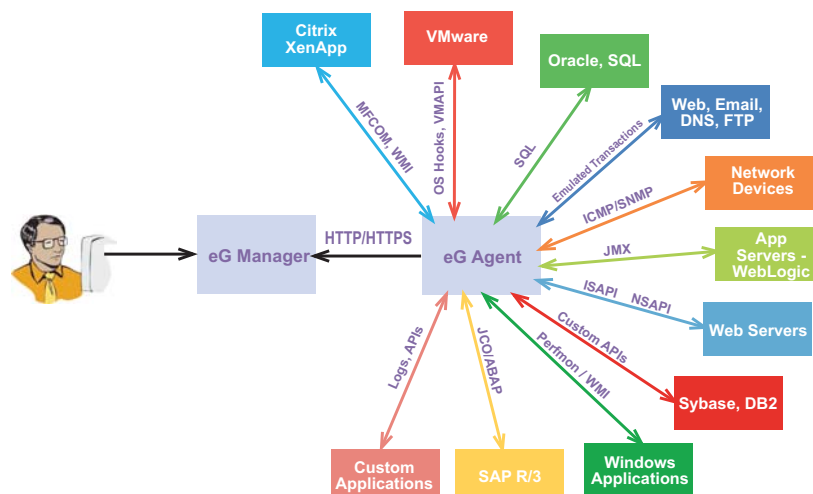 Citrix
XenApp
VMware
Oracle, SQL
Web, Email,
DNS, FTP
Network
Devices
App
Servers -
WebLogic
Web Servers
Sybase, DB2
Windows
Applications
SAP R/3
Custom
Applications
eG Manager
HTTP/HTTPS
eG Agent
MFCOM, WMI
OS Hooks, VMAPI
SQL
Emulated Transactions
ICMP/SNMP
JMX
ISAPI NSAPI
Custom APIs
Perfmon / WMI
JCO/ABAP
Logs, APIs